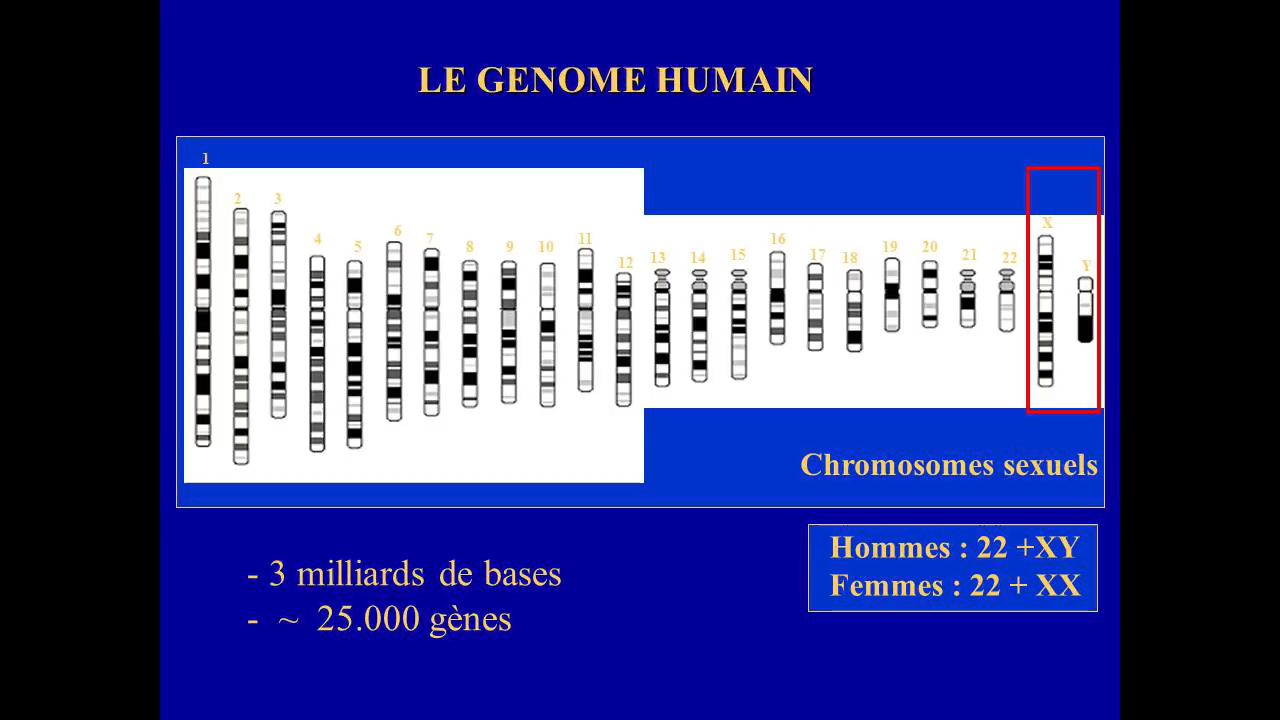 LE GENOME HUMAIN
1
2
3
4
5
6
7
8
9
10
11
12
13
14
15
16
17
18
19
20
21
22
X
Y
Chromosomes sexuels
Hommes : 22 +XY
Femmes : 22 + XX
- 3 milliards de bases
- ~ 25.000 gènes